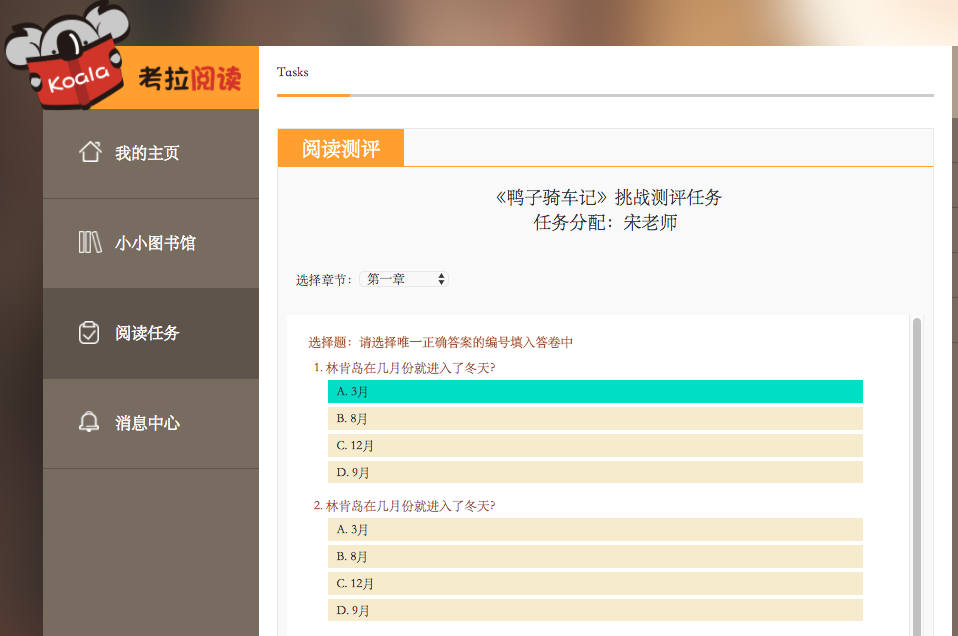 Koala
考拉阅读
我的主页
小小图书馆
阅读任务
消息中心
Tasks
阅读测评
《鸭子骑车记》挑战测评任务
任务分配：宋老师
选择章节： 第一章
选择题：请选择唯一正确答案的编号填入答卷中
1. 林肯岛在几月份就进入了冬天?
A. 3月
B. 8月
C. 12月
D. 9月
2. 林肯岛在几月份就进入了冬天?
A. 3月
B. 8月
C. 12月
D. 9月